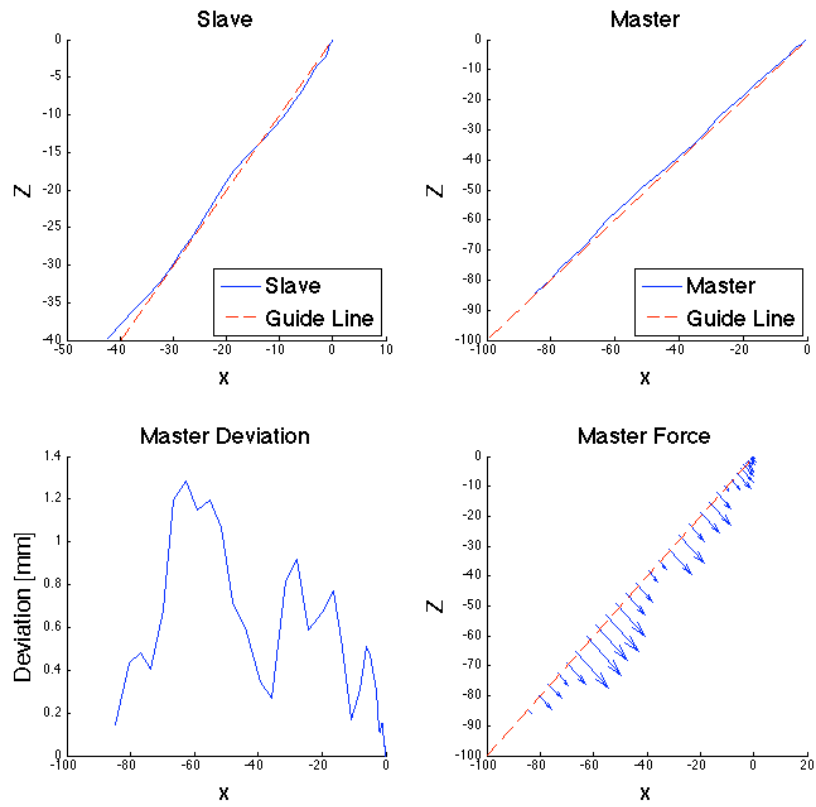 Slave
0
-5
-10
-15
-20
-25
-30
-35
-40
Z
-50 -40 -30 -20 -10 0 10
X
Slave
Guide Line
Master
0
-10
-20
-30
-40
-50
-60
-70
-80
-90
-100
Z
-100 -80 -60 -40 -20 0
X
Master
Guide Line
Master Deviation
1.4
1.2
1
0.8
0.6
0.4
0.2
0
Deviation [mm]
-100 -80 -60 -40 -20 0
X
Master Force
0
-10
-20
-30
-40
-50
-60
-70
-80
-90
-100
Z
-100 -80 -60 -40 -20 0 20
X